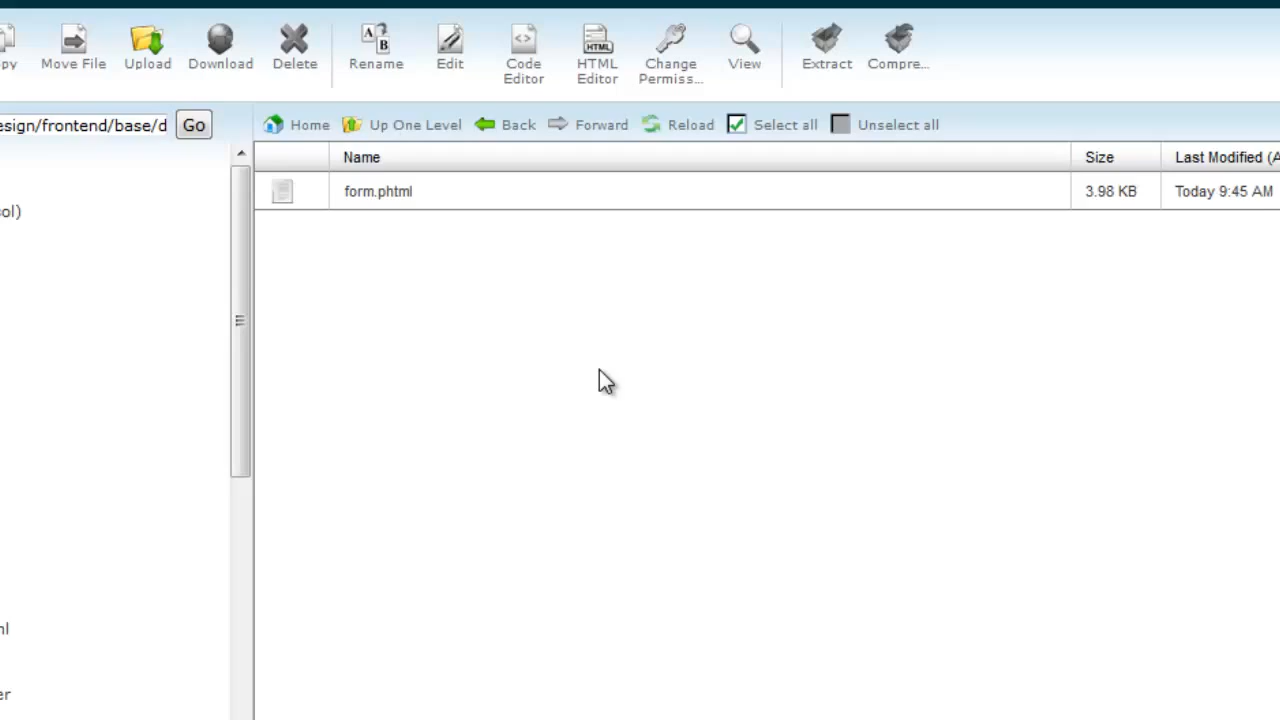 py
Move File
Upload
Download
Delete
Rename
Edit
Code
Editor
HTML
HTML
Editor
Change
Permiss...
View
Extract
Compre...
A
B
esign/frontend/base/d
Go
Home
Up One Level
Back
Forward
Reload
Select all
Unselect all
Name
Size
Last Modified (A
form.phtml
3.98 KB
Today 9:45 AM
ol)
nl
er